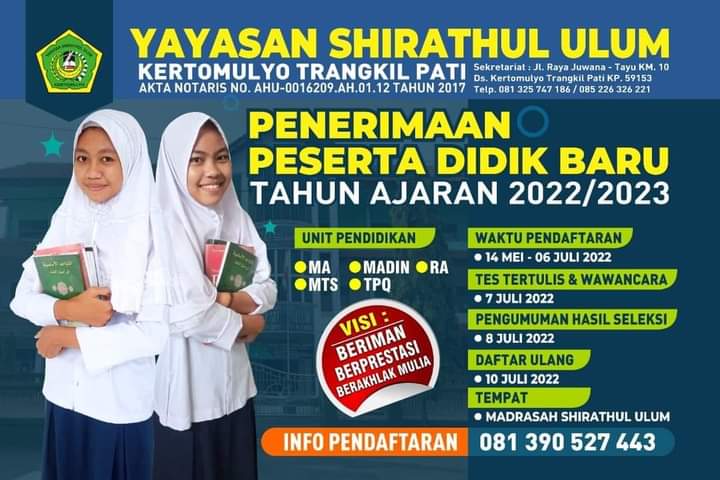 YAYASAN SHIRATHUL ULUM
KERTOMULYO TRANGKIL PATI
AKTA NOTARIS NO. AHU-0016209.AH.01.12 TAHUN 2017
Sekretariat : Jl. Raya Juwana - Tayu KM. 10
Ds. Kertomulyo Trangkil Pati KP. 59153
Telp. 081 325 747 186 / 085 226 326 221
PENERIMAAN
PESERTA DIDIK BARU
TAHUN AJARAN 2022/2023
UNIT PENDIDIKAN
MA
MADIN
RA
MTS
TPQ
VISI :
BERIMAN
BERPRESTASI
BERAKHLAK MULIA
WAKTU PENDAFTARAN
14 MEI - 06 JULI 2022
TES TERTULIS & WAWANCARA
7 JULI 2022
PENGUMUMAN HASIL SELEKSI
8 JULI 2022
DAFTAR ULANG
10 JULI 2022
TEMPAT
MADRASAH SHIRATHUL ULUM
INFO PENDAFTARAN
081 390 527 443